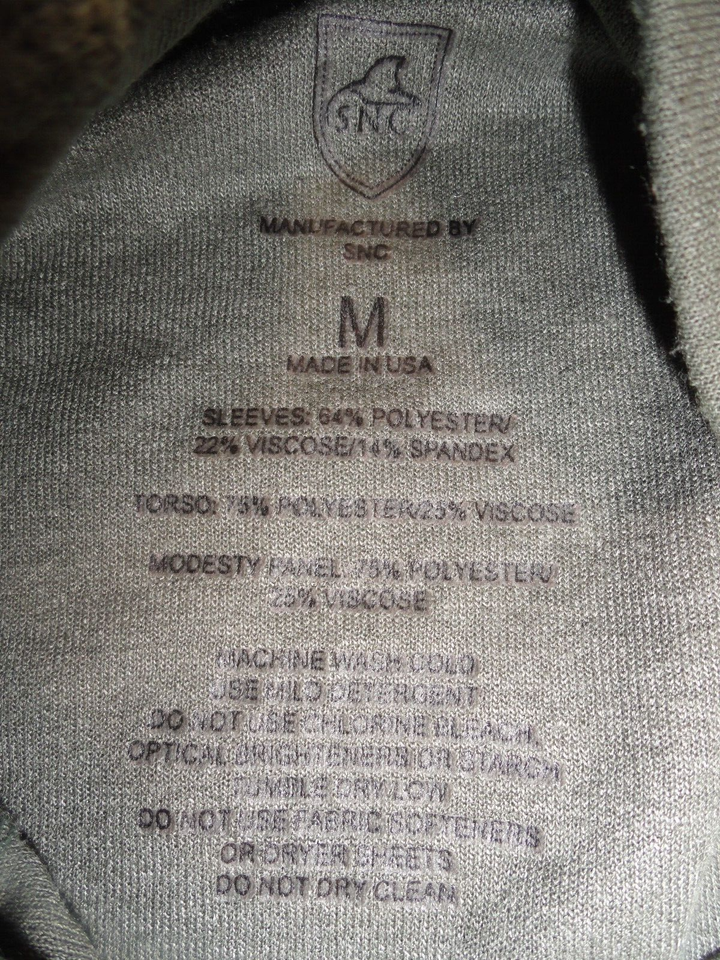 SNC
MANUFACTURED BY
SNC
M
MADE IN USA
SLEEVES: 64% POLYESTER/
22% VISCOSE/14% SPANDEX
TORSO: 75% POLYESTER/25% VISCOSE
MODESTY PANEL: 75% POLYESTER/
25% VISCOSE
MACHINE WASH COLD
USE MILD DETERGENT
DO NOT USE CHLORINE BLEACH,
OPTICAL BRIGHTENERS OR STARCH
TUMBLE DRY LOW
DO NOT USE FABRIC SOFTENERS
OR DRYER SHEETS
DO NOT DRY CLEAN